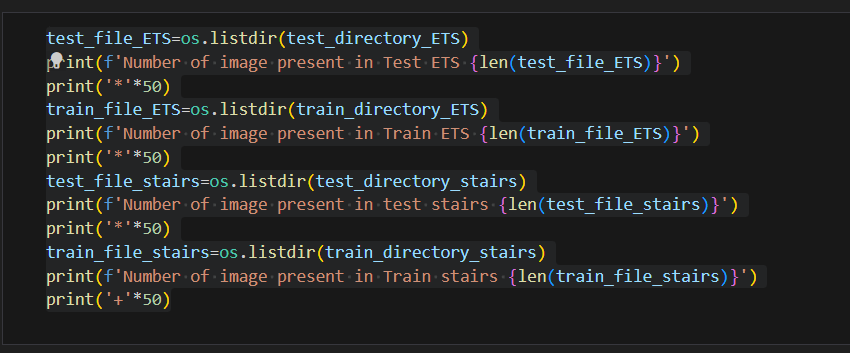 test_file_ETS=os.listdir(test_directory_ETS)
print(f'Number of image present in Test ETS {len(test_file_ETS)}')
print('*'*50)
train_file_ETS=os.listdir(train_directory_ETS)
print(f'Number of image present in Train ETS {len(train_file_ETS)}')
print('*'*50)
test_file_stairs=os.listdir(test_directory_stairs)
print(f'Number of image present in test stairs {len(test_file_stairs)}')
print('*'*50)
train_file_stairs=os.listdir(train_directory_stairs)
print(f'Number of image present in Train stairs {len(train_file_stairs)}')
print('+'*50)